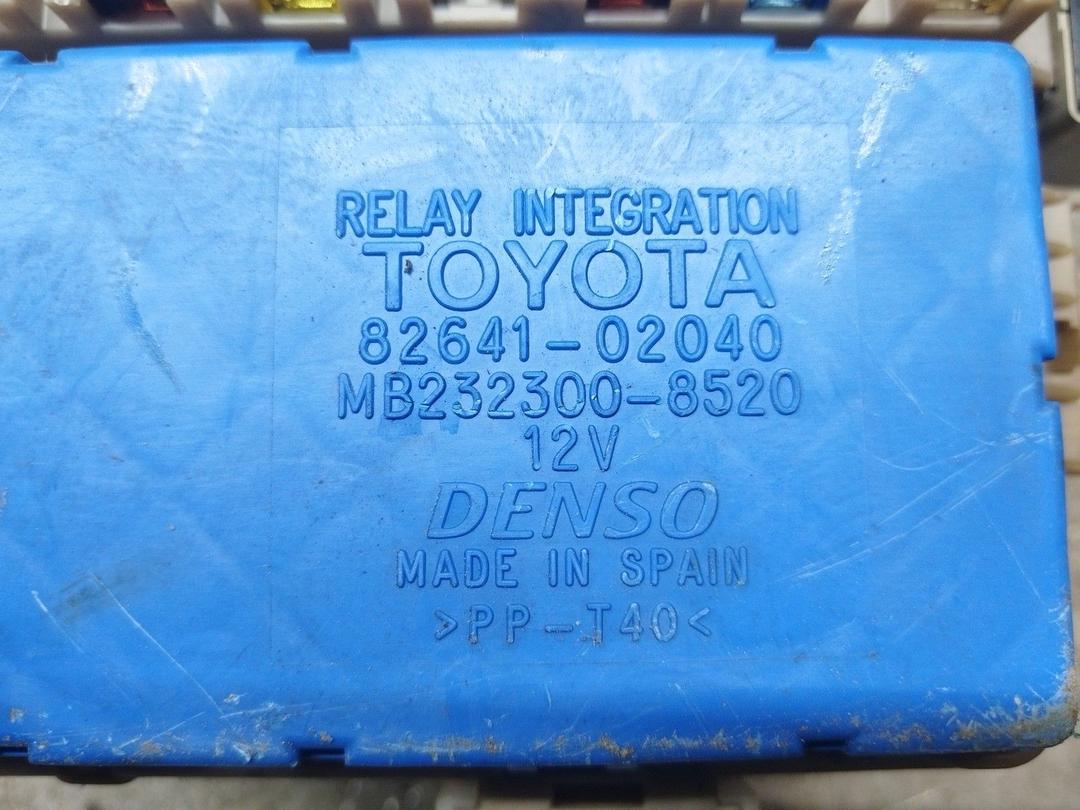 RELAY INTEGRATION
TOYOTA
82641-02040
MB232300-8520
12V
DENSO
MADE IN SPAIN
>PP-T40<